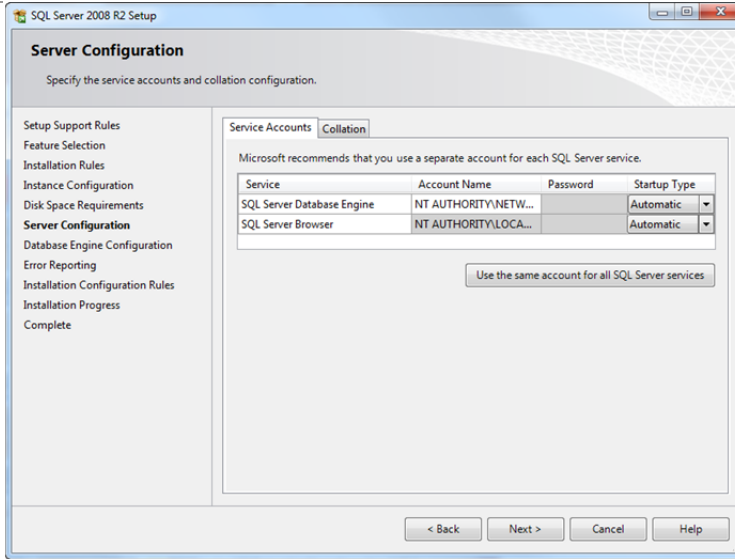 SQL Server 2008 R2 Setup
Server Configuration
Specify the service accounts and collation configuration.
Setup Support Rules
Feature Selection
Installation Rules
Instance Configuration
Disk Space Requirements
Server Configuration
Database Engine Configuration
Error Reporting
Installation Configuration Rules
Installation Progress
Complete
Service Accounts Collation
Microsoft recommends that you use a separate account for each SQL Server service.
Service Account Name Password Startup Type
SQL Server Database Engine NT AUTHORITY\NETW... Automatic
SQL Server Browser NT AUTHORITY\LOCA... Automatic
Use the same account for all SQL Server services
< Back Next > Cancel Help